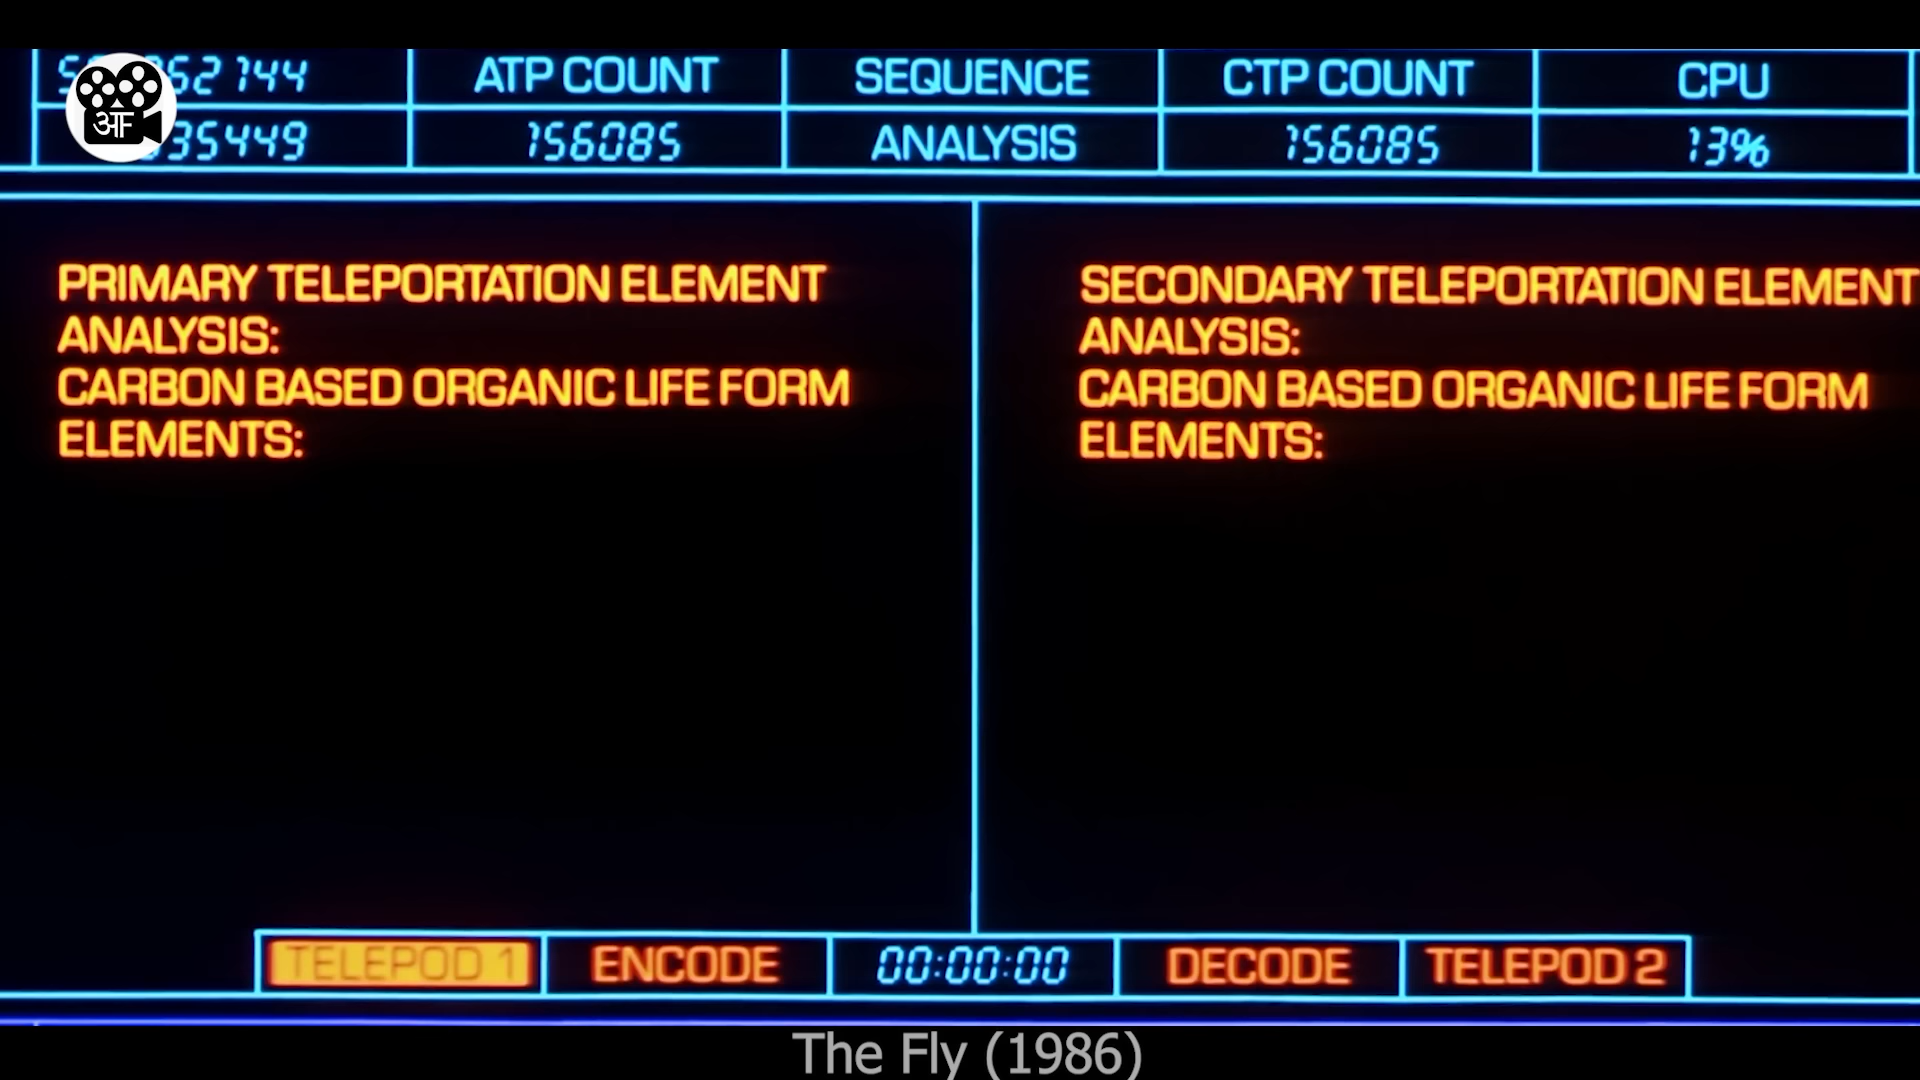 ATP COUNT SEQUENCE CTP COUNT CPU
156085 ANALYSIS 156085 13%
PRIMARY TELEPORTATION ELEMENT
ANALYSIS:
CARBON BASED ORGANIC LIFE FORM
ELEMENTS:
SECONDARY TELEPORTATION ELEMENT
ANALYSIS:
CARBON BASED ORGANIC LIFE FORM
ELEMENTS:
TELEPOD 1 ENCODE 00:00:00 DECODE TELEPOD 2
The Fly (1986)